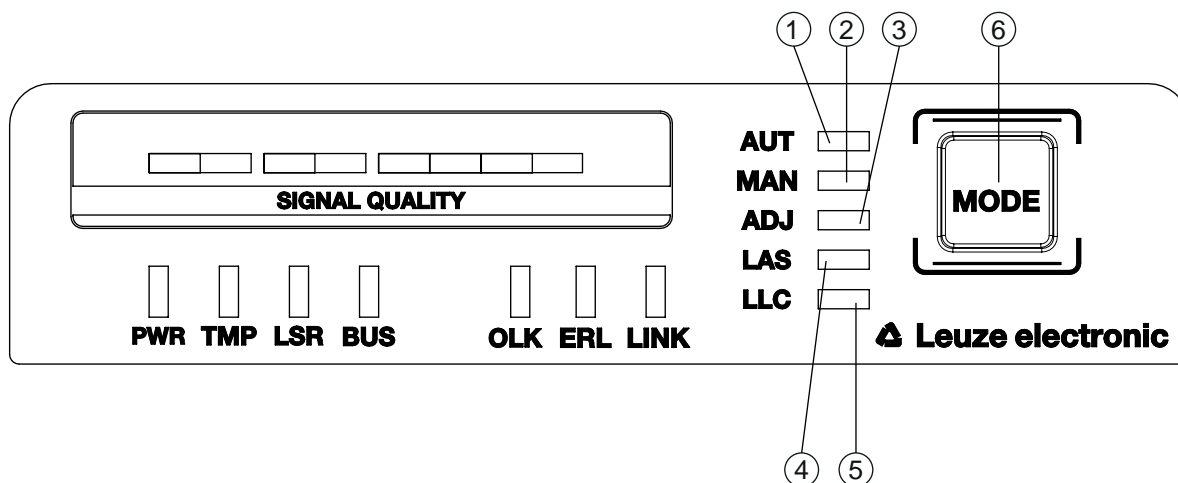 1 2 3 6
AUT
MAN
ADJ
LAS
LLC
MODE
SIGNAL QUALITY
PWR TMP LSR BUS OLK ERL LINK
Leuze electronic
4 5